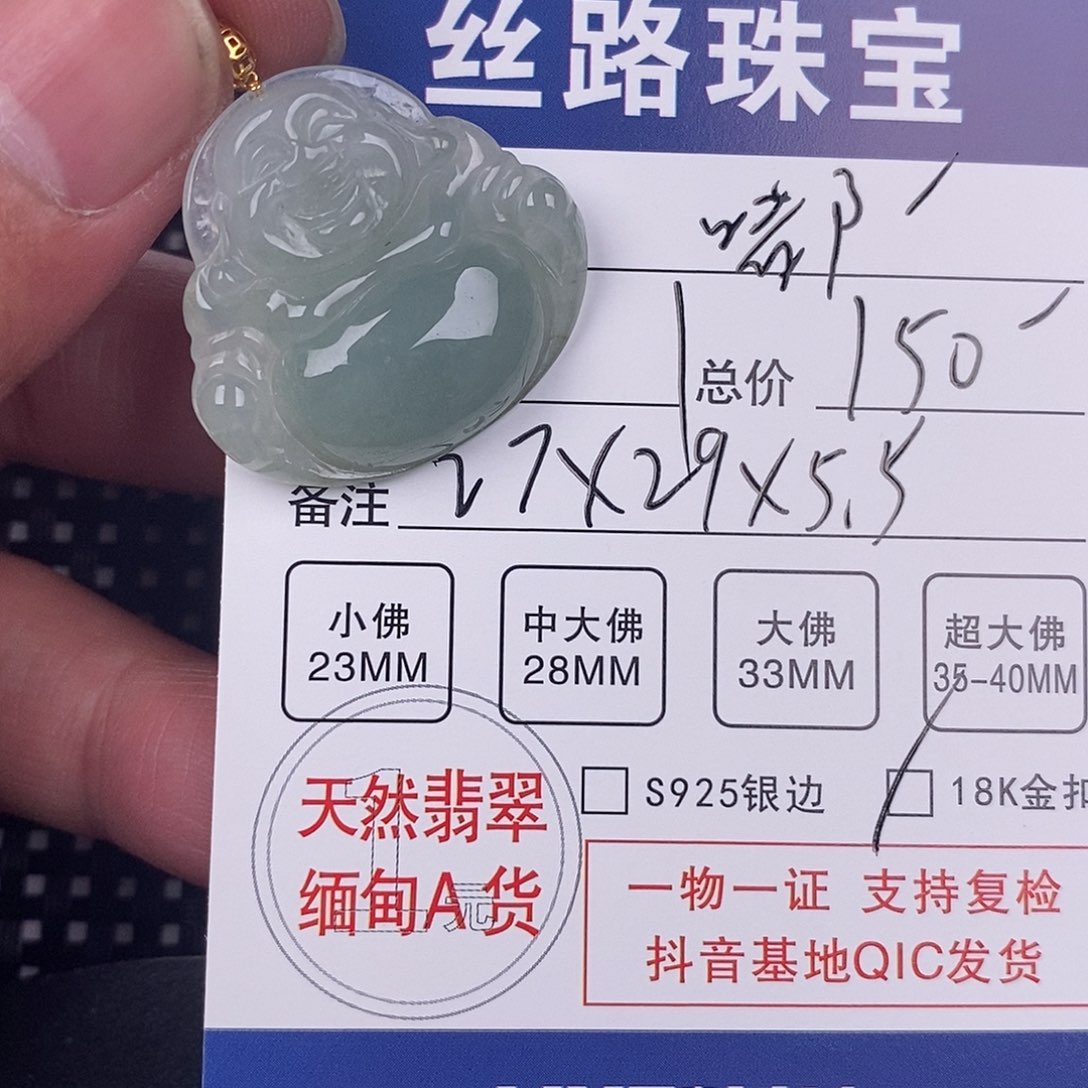 丝路珠宝
总价 150
备注 27X29X5.5
小佛 中大佛 大佛 超大佛
23MM 28MM 33MM 35-40MM
S925银边 18K金扣
天然翡翠
缅甸A货
1元
一物一证 支持复检
抖音基地QIC发货